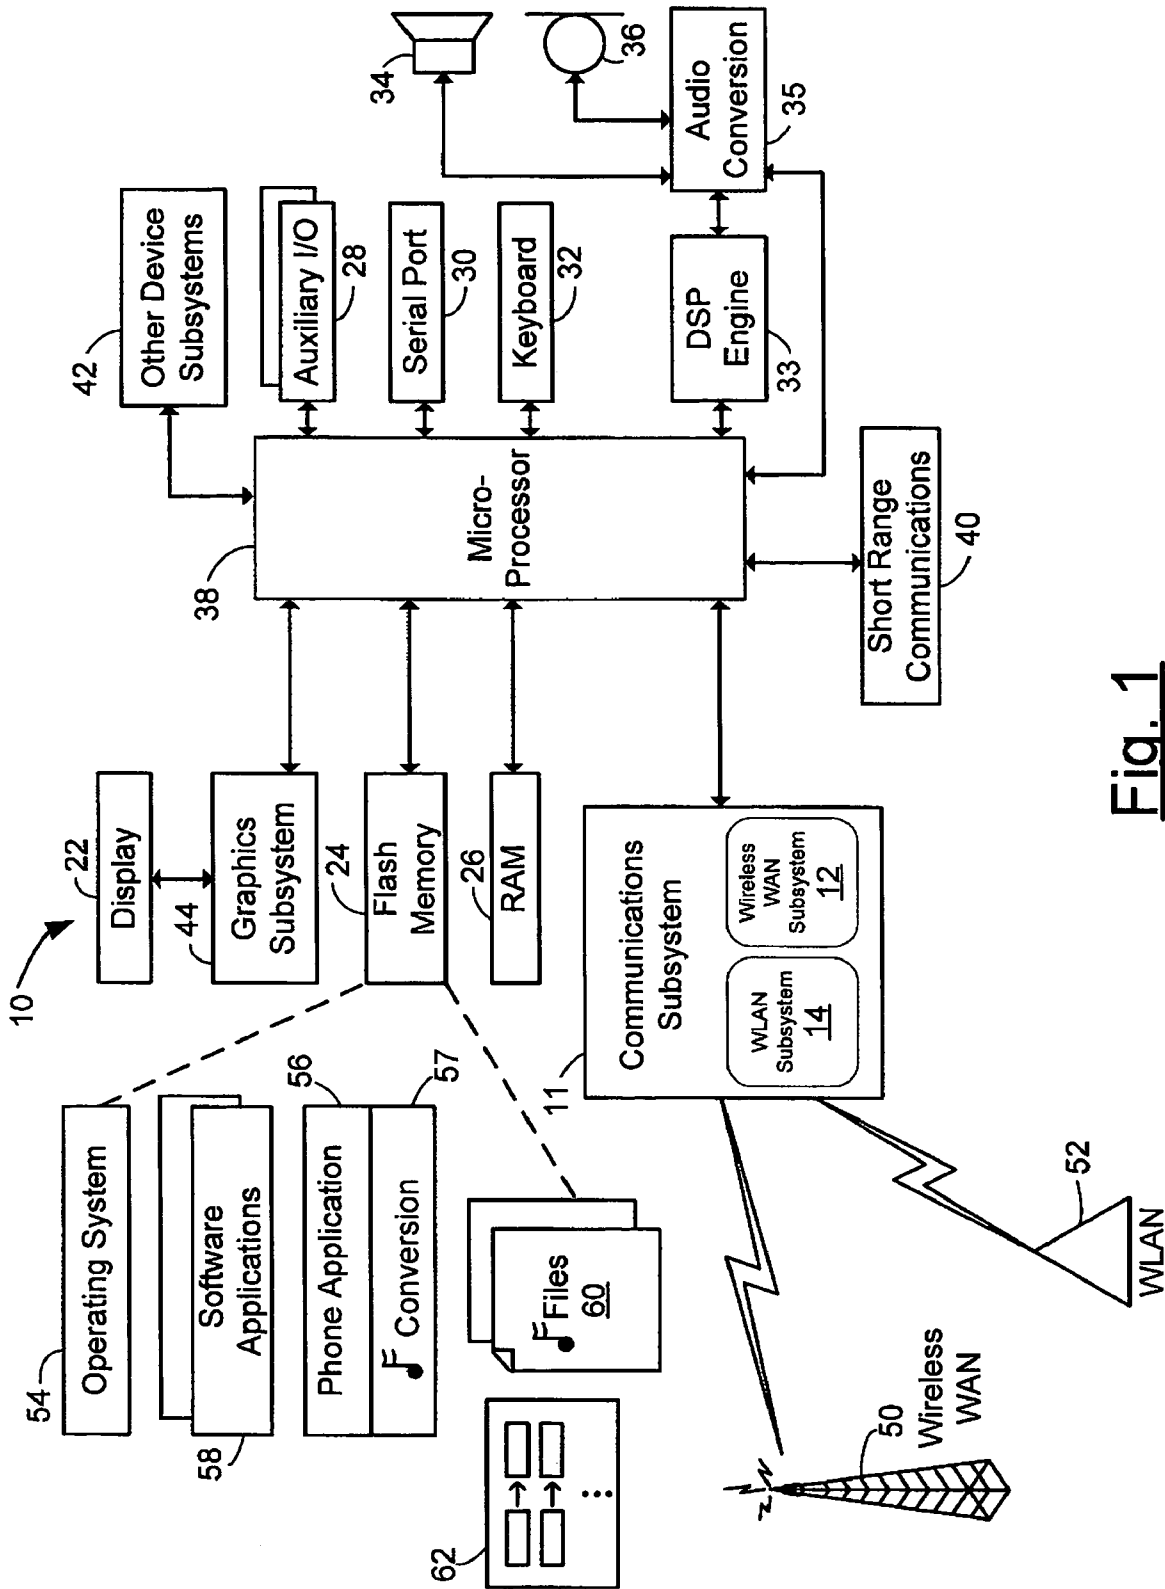 10
22
Display
44
Graphics
Subsystem
24
Flash
Memory
26
RAM
11
Communications
Subsystem
WLAN
Subsystem
14
Wireless
WAN
Subsystem
12
54
Operating System
58
Software
Applications
Phone Application
56
Conversion
57
Files
60
62
50
Wireless
WAN
52
WLAN
38
Micro-
Processor
42
Other Device
Subsystems
Auxiliary I/O
28
Serial Port
30
Keyboard
32
DSP
Engine
33
34
36
Audio
Conversion
35
Short Range
Communications
40
Fig. 1